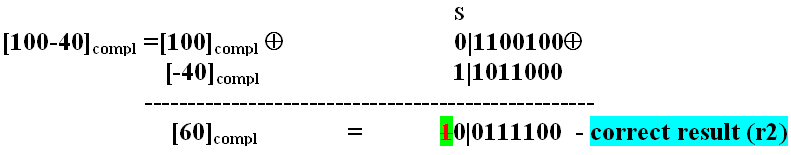 S
[100-40]compl =[100]compl ⊕ 0|1100100⊕
[-40]compl 1|1011000
----------------------------------------------------
[60]compl = 10|0111100 - correct result (r2)